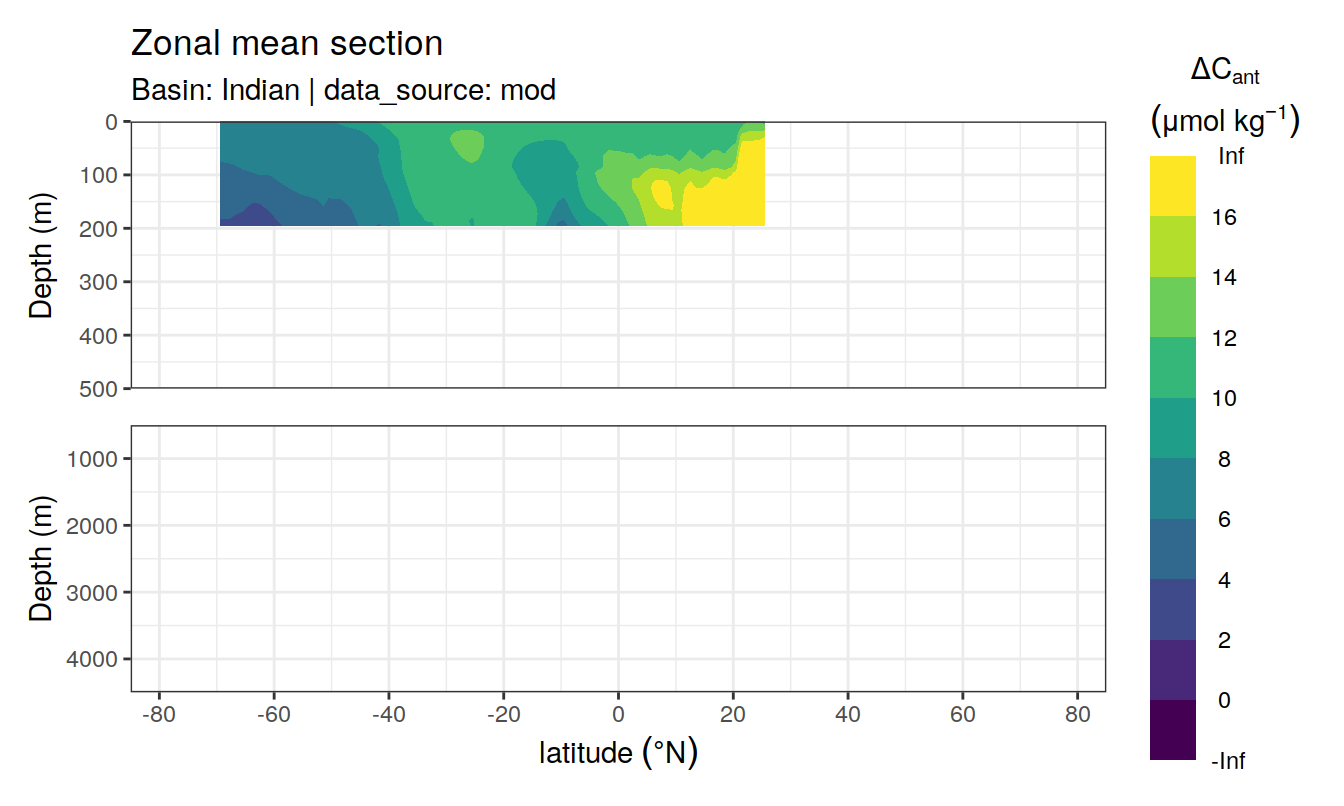 Zonal mean section
Basin: Indian | data_source: mod
ΔCant
(μmol kg⁻¹)
Inf
16
14
12
10
8
6
4
2
0
-Inf
Depth (m)
0
100
200
300
400
500
Depth (m)
1000
2000
3000
4000
-80 -60 -40 -20 0 20 40 60 80
latitude (°N)